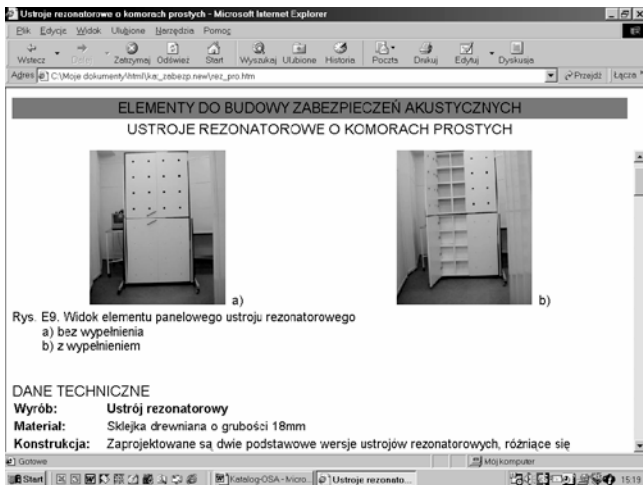 Ustroje rezonatorowe o komorach prostych - Microsoft Internet Explorer
Plik Edycja Widok Ulubione Narzędzia Pomoc
Wstecz Dalej Zatrzymaj Odśwież Start Wyszukaj Ulubione Historia Poczta Drukuj Edytuj Dyskusja
Adres C:\Moje dokumenty\html\ka_zabezp.new\rez_pro.htm Przejdź Łącza
ELEMENTY DO BUDOWY ZABEZPIECZEŃ AKUSTYCZNYCH
USTROJE REZONATOROWE O KOMORACH PROSTYCH
a) b)
Rys. E9. Widok elementu panelowego ustroju rezonatorowego
a) bez wypełnienia
b) z wypełnieniem
DANE TECHNICZNE
Wyrób: Ustrój rezonatorowy
Materiał: Sklejka drewniana o grubości 18mm
Konstrukcja: Zaprojektowane są dwie podstawowe wersje ustrojów rezonatorowych, różniące się
Gotowe Mój komputer
Start Katalog-OSA - Micro... Ustroje rezonato... 15:13